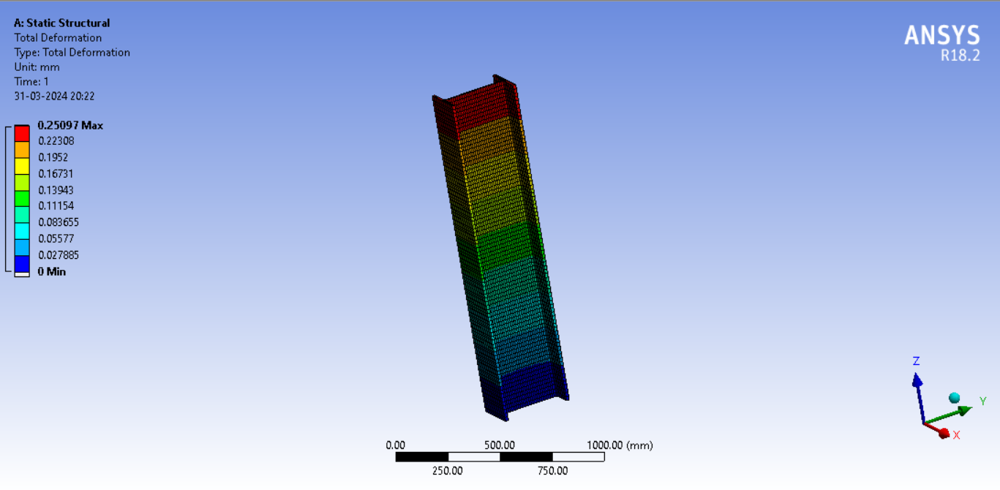 A: Static Structural
Total Deformation
Type: Total Deformation
Unit: mm
Time: 1
31-03-2024 20:22
ANSYS
R18.2
0.25097 Max
0.22308
0.1952
0.16731
0.13943
0.11154
0.083655
0.05577
0.027885
0 Min
Z
Y
X
0.00 500.00 1000.00 (mm)
250.00 750.00